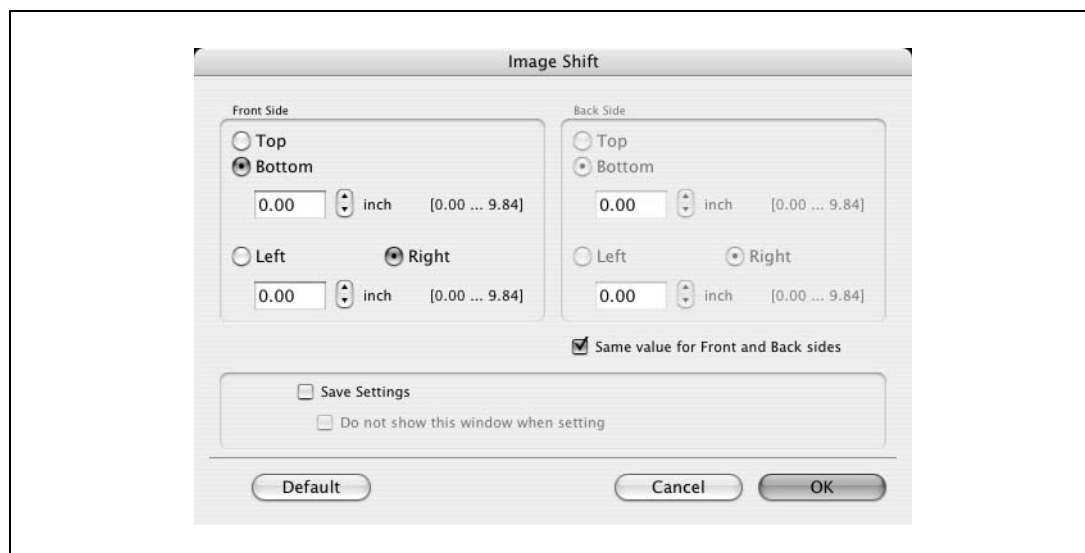 Image Shift
Front Side
Top
Bottom
0.00 inch [0.00 ... 9.84]
Left Right
0.00 inch [0.00 ... 9.84]
Back Side
Top
Bottom
0.00 inch [0.00 ... 9.84]
Left Right
0.00 inch [0.00 ... 9.84]
Same value for Front and Back sides
Save Settings
Do not show this window when setting
Default Cancel OK